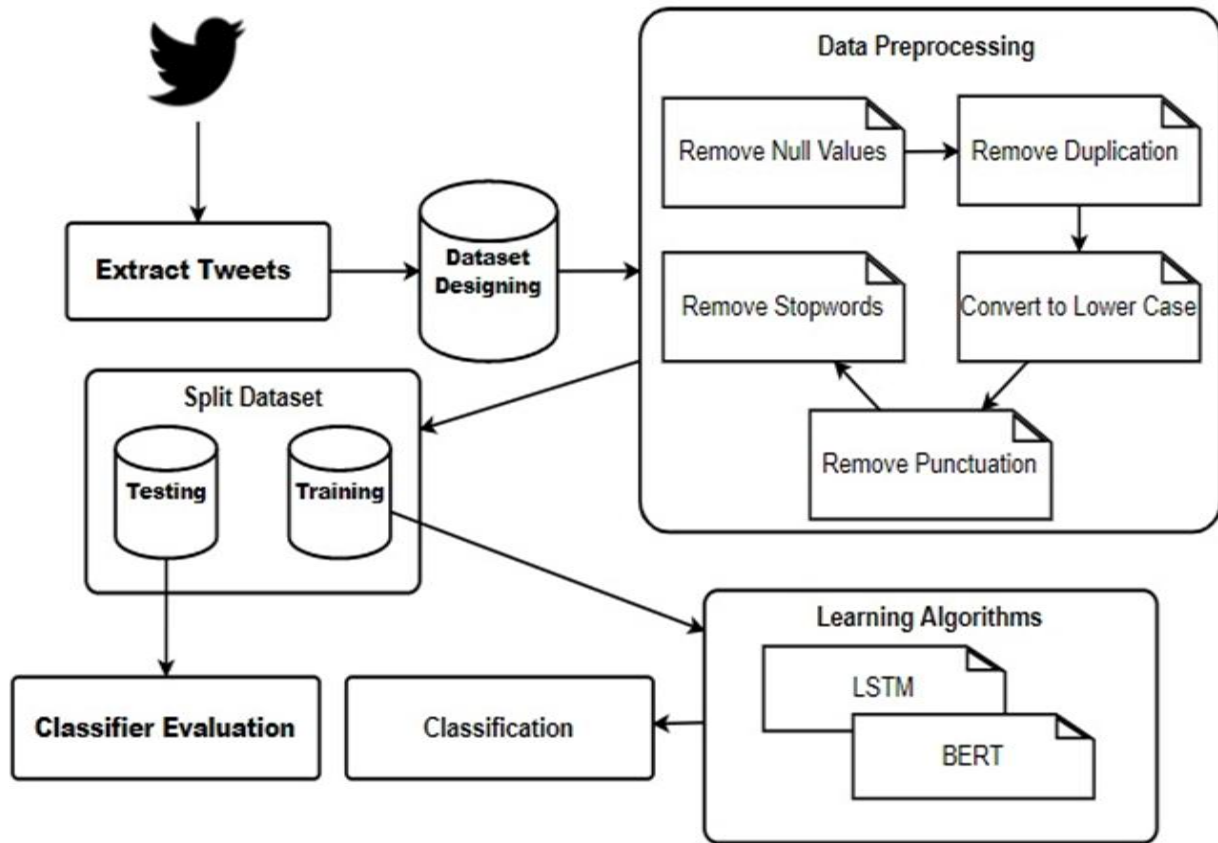 Data Preprocessing
Remove Null Values
Remove Duplication
Extract Tweets
Dataset
Designing
Remove Stopwords
Convert to Lower Case
Remove Punctuation
Split Dataset
Testing
Training
Learning Algorithms
LSTM
BERT
Classification
Classifier Evaluation